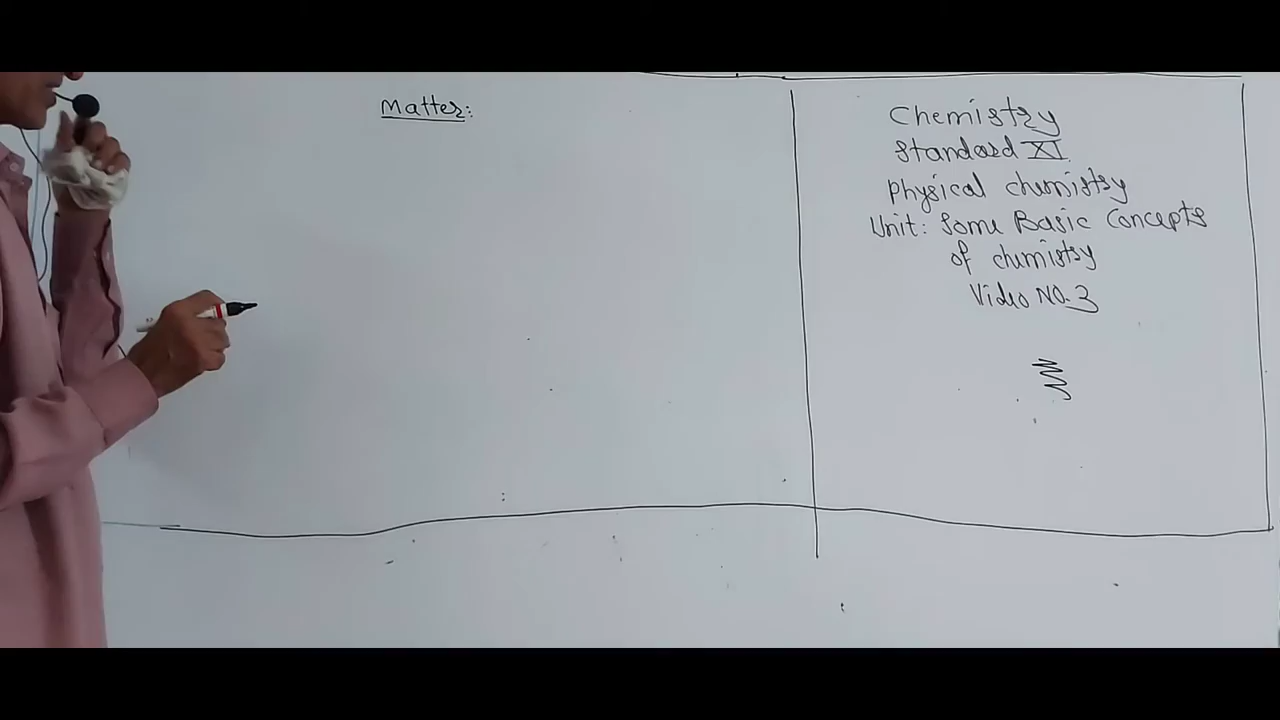 Matter:
Chemistry
Standard XI
Physical chemistry
Unit: Some Basic Concepts
of chemistry
Video NO. 3